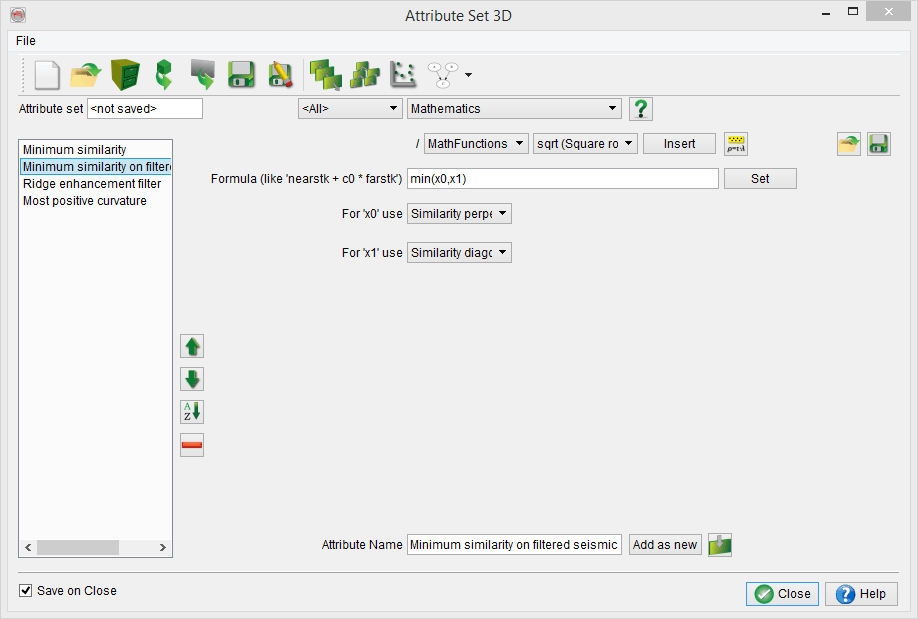 Attribute Set 3D
File
Attribute set <not saved> <All> Mathematics ?
/ MathFunctions sqrt (Square ro Insert
Formula (like 'nearstk + c0 * farstk') min(x0,x1) Set
For 'x0' use Similarity perpe
For 'x1' use Similarity diagc
Minimum similarity
Minimum similarity on filtere
Ridge enhancement filter
Most positive curvature
A
Z
Attribute Name Minimum similarity on filtered seismic Add as new
Save on Close
Close ? Help